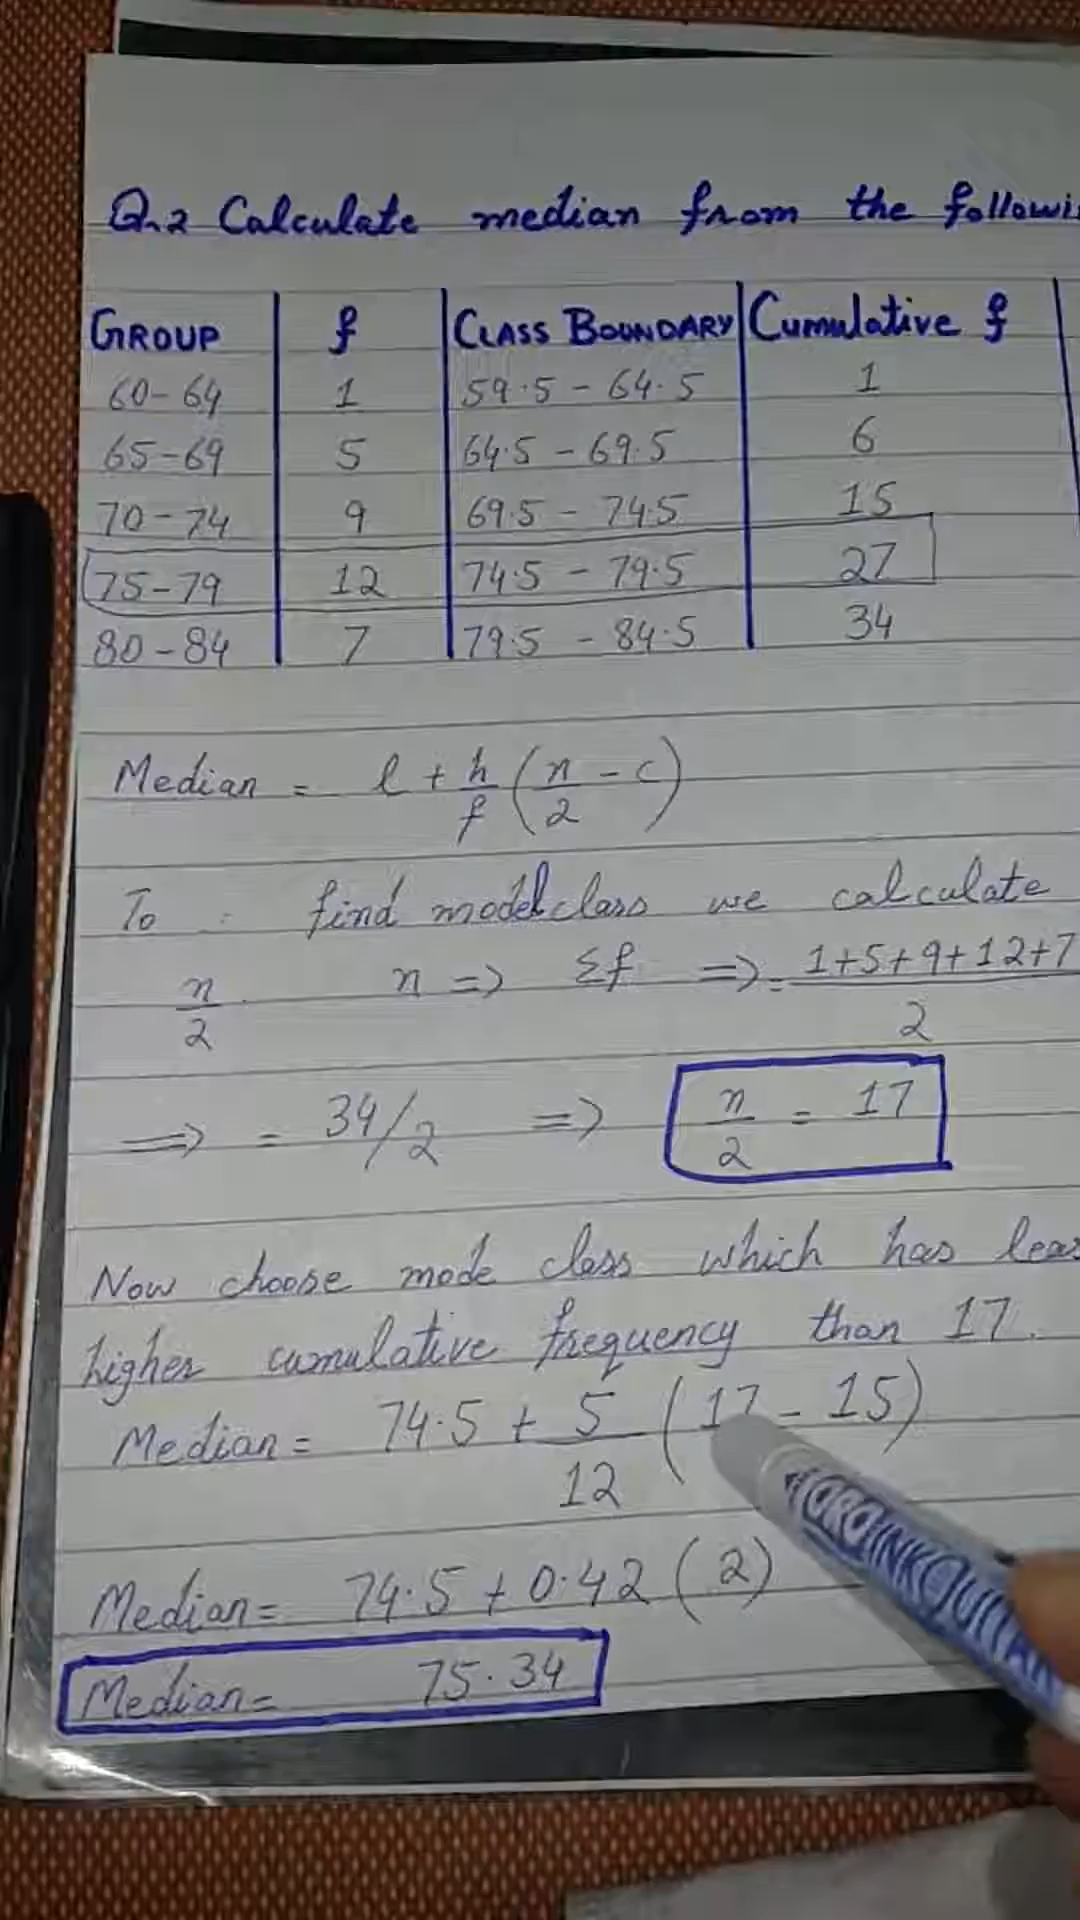 Q.2 Calculate median from the
GROUP f CLASS BOUNDARY Cumulative f
60-64 1 59.5 - 64.5 1
65-69 5 64.5 - 69.5 6
70-74 9 69.5 - 74.5 15
75-79 12 74.5 - 79.5 27
80-84 7 79.5 - 84.5 34
Median = l + h/f (n/2 - c)
To find model class we calculate
n/2 n => Σf => = 1+5+9+12+7/2
=> = 34/2 => n/2 = 17
Now choose mode class which has
higher cumulative frequency than 17.
Median = 74.5 + 5/12 (17 - 15)
Median = 74.5 + 0.42 (2)
Median = 75.34